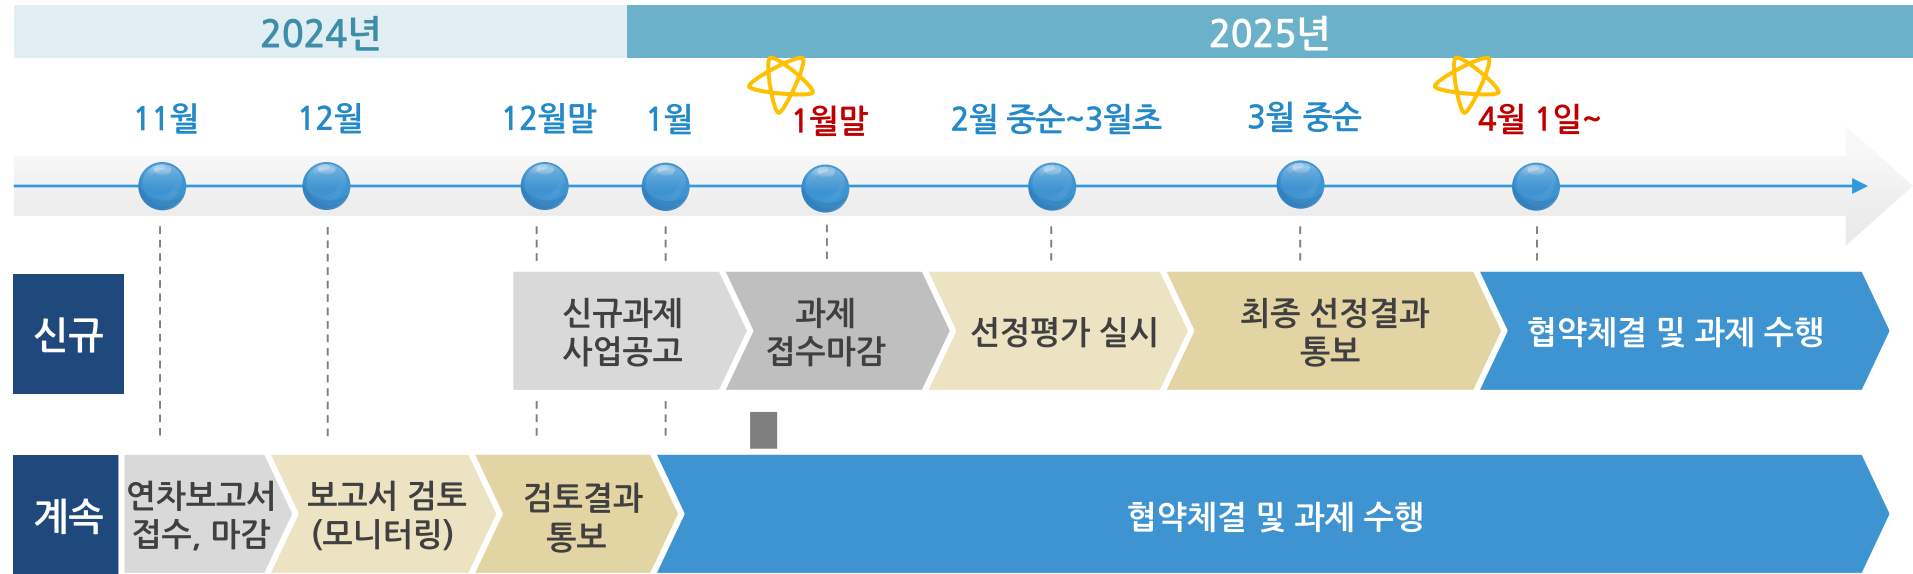 2024년
2025년
11월
12월
12월말
1월
1월말
2월 중순~3월초
3월 중순
4월 1일~
신규
신규과제
사업공고
과제
접수마감
선정평가 실시
최종 선정결과
통보
협약체결 및 과제 수행
계속
연차보고서
접수, 마감
보고서 검토
(모니터링)
검토결과
통보
협약체결 및 과제 수행